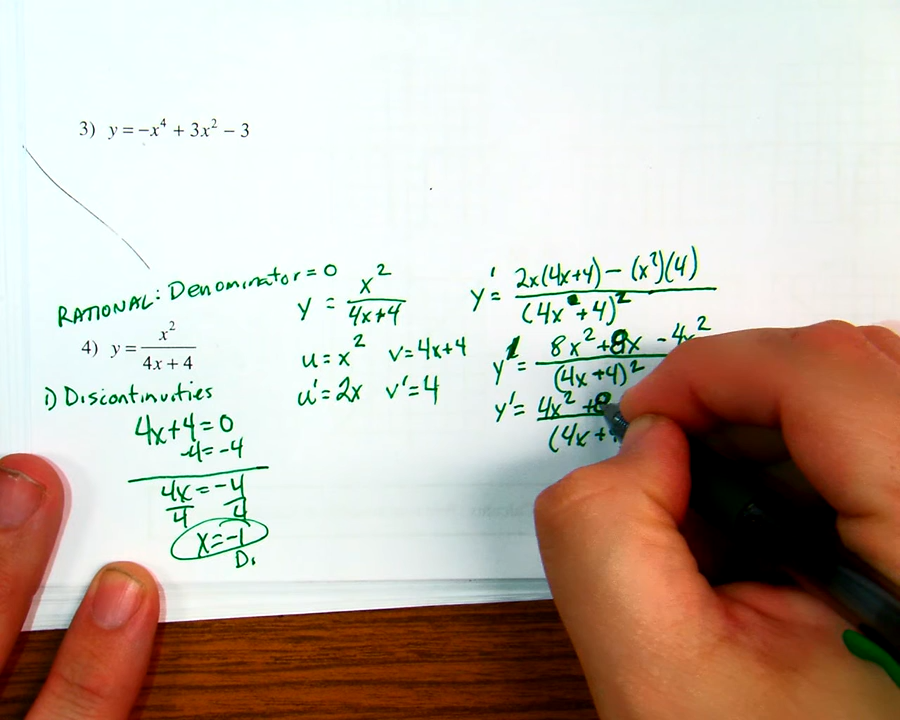 3) y = −x⁴ + 3x² − 3
RATIONAL: Denominator = 0
4) y = x²/(4x + 4)
1) Discontinuities
4x+4=0
-4=-4
4x=-4
4 4
x=-1
D.
y = x²/(4x+4)
u=x² v=4x+4
u'=2x v'=4
y' = (2x(4x+4) - (x²)(4))/(4x+4)²
y' = (8x²+8x - 4x²)/(4x+4)²
y' = (4x²+8
(4x+